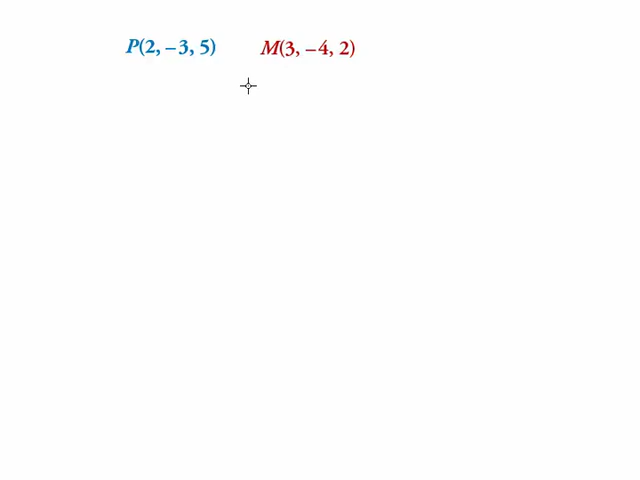 P(2, –3, 5) M(3, –4, 2)